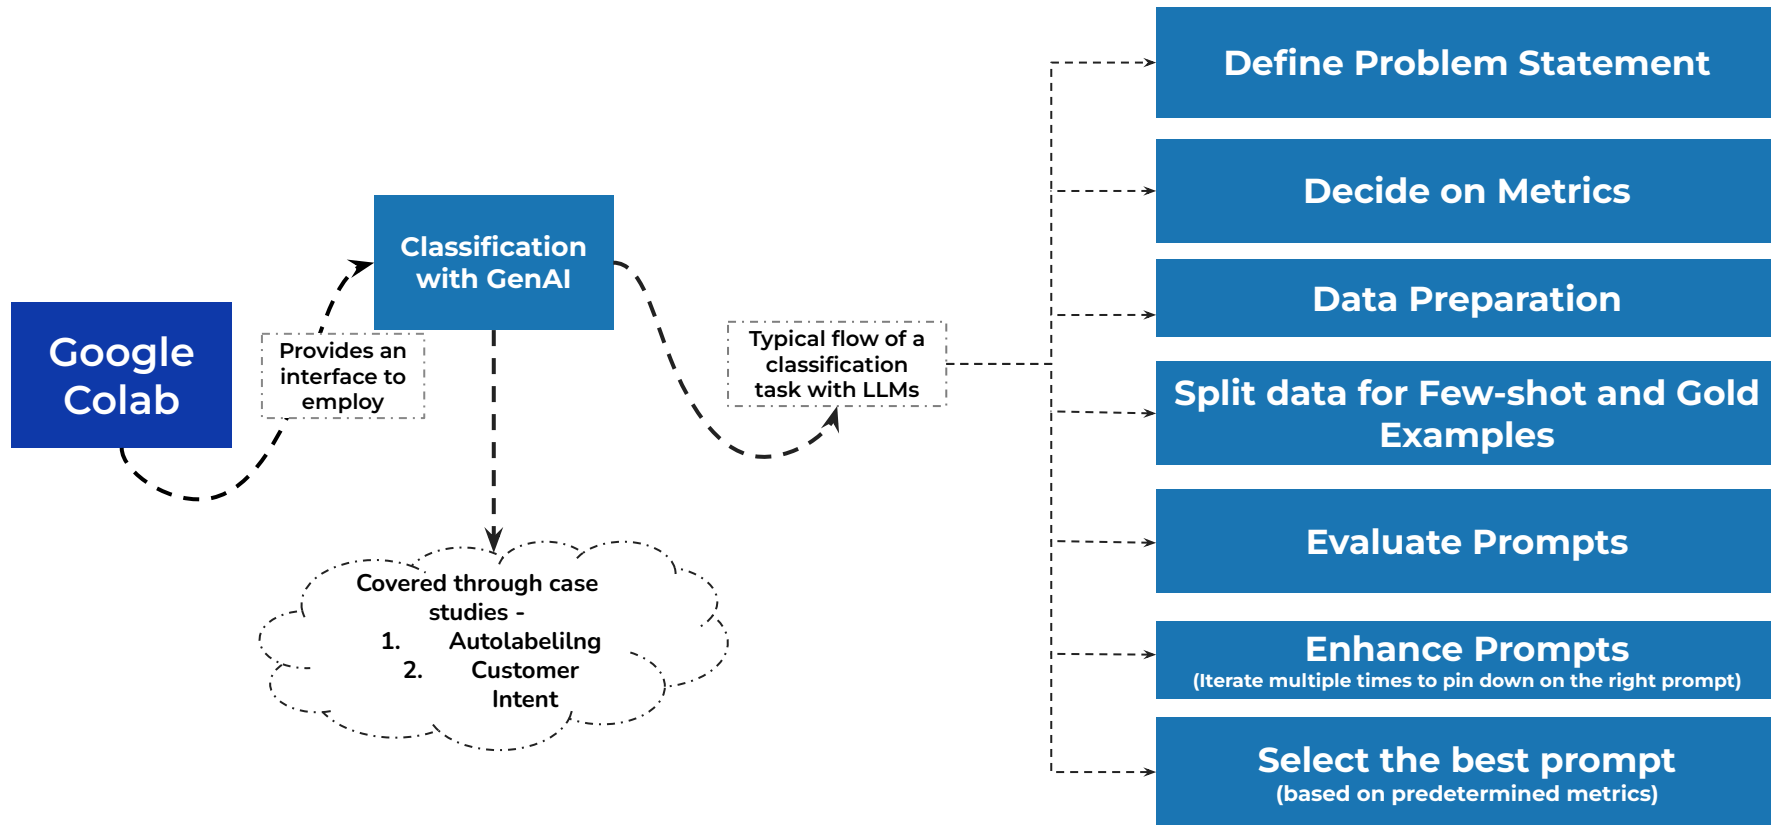 Google
Colab
Provides an
interface to
employ
Classification
with GenAI
Covered through case
studies -
1. Autolabelilng
2. Customer
Intent
Typical flow of a
classification
task with LLMs
Define Problem Statement
Decide on Metrics
Data Preparation
Split data for Few-shot and Gold
Examples
Evaluate Prompts
Enhance Prompts
(Iterate multiple times to pin down on the right prompt)
Select the best prompt
(based on predetermined metrics)